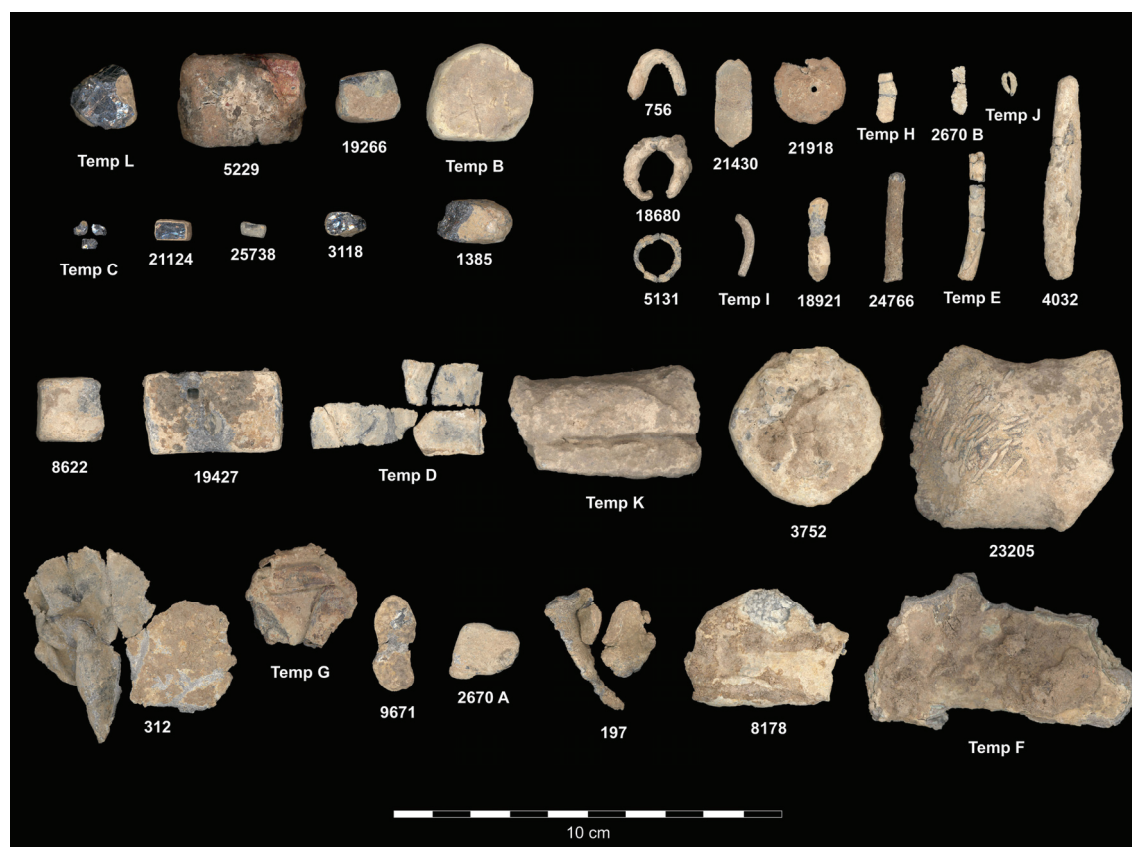 Temp L
5229
19266
Temp B
756
21430
21918
Temp H
2670 B
Temp J
18680
Temp C
21124
25738
3118
1385
5131
Temp I
18921
24766
Temp E
4032
8622
19427
Temp D
Temp K
3752
23205
312
Temp G
9671
2670 A
197
8178
Temp F
10 cm